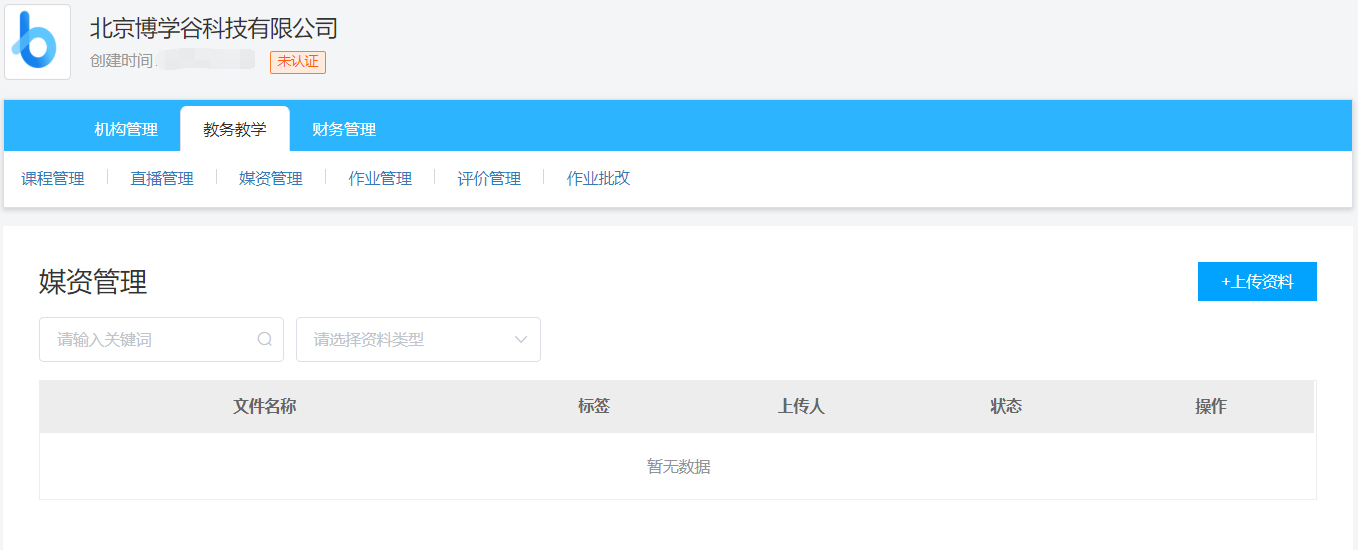 北京博学谷科技有限公司
创建时间 未认证
机构管理 教务教学 财务管理
课程管理 直播管理 媒资管理 作业管理 评价管理 作业批改
媒资管理 +上传资料
请输入关键词 请选择资料类型
文件名称 标签 上传人 状态 操作
暂无数据